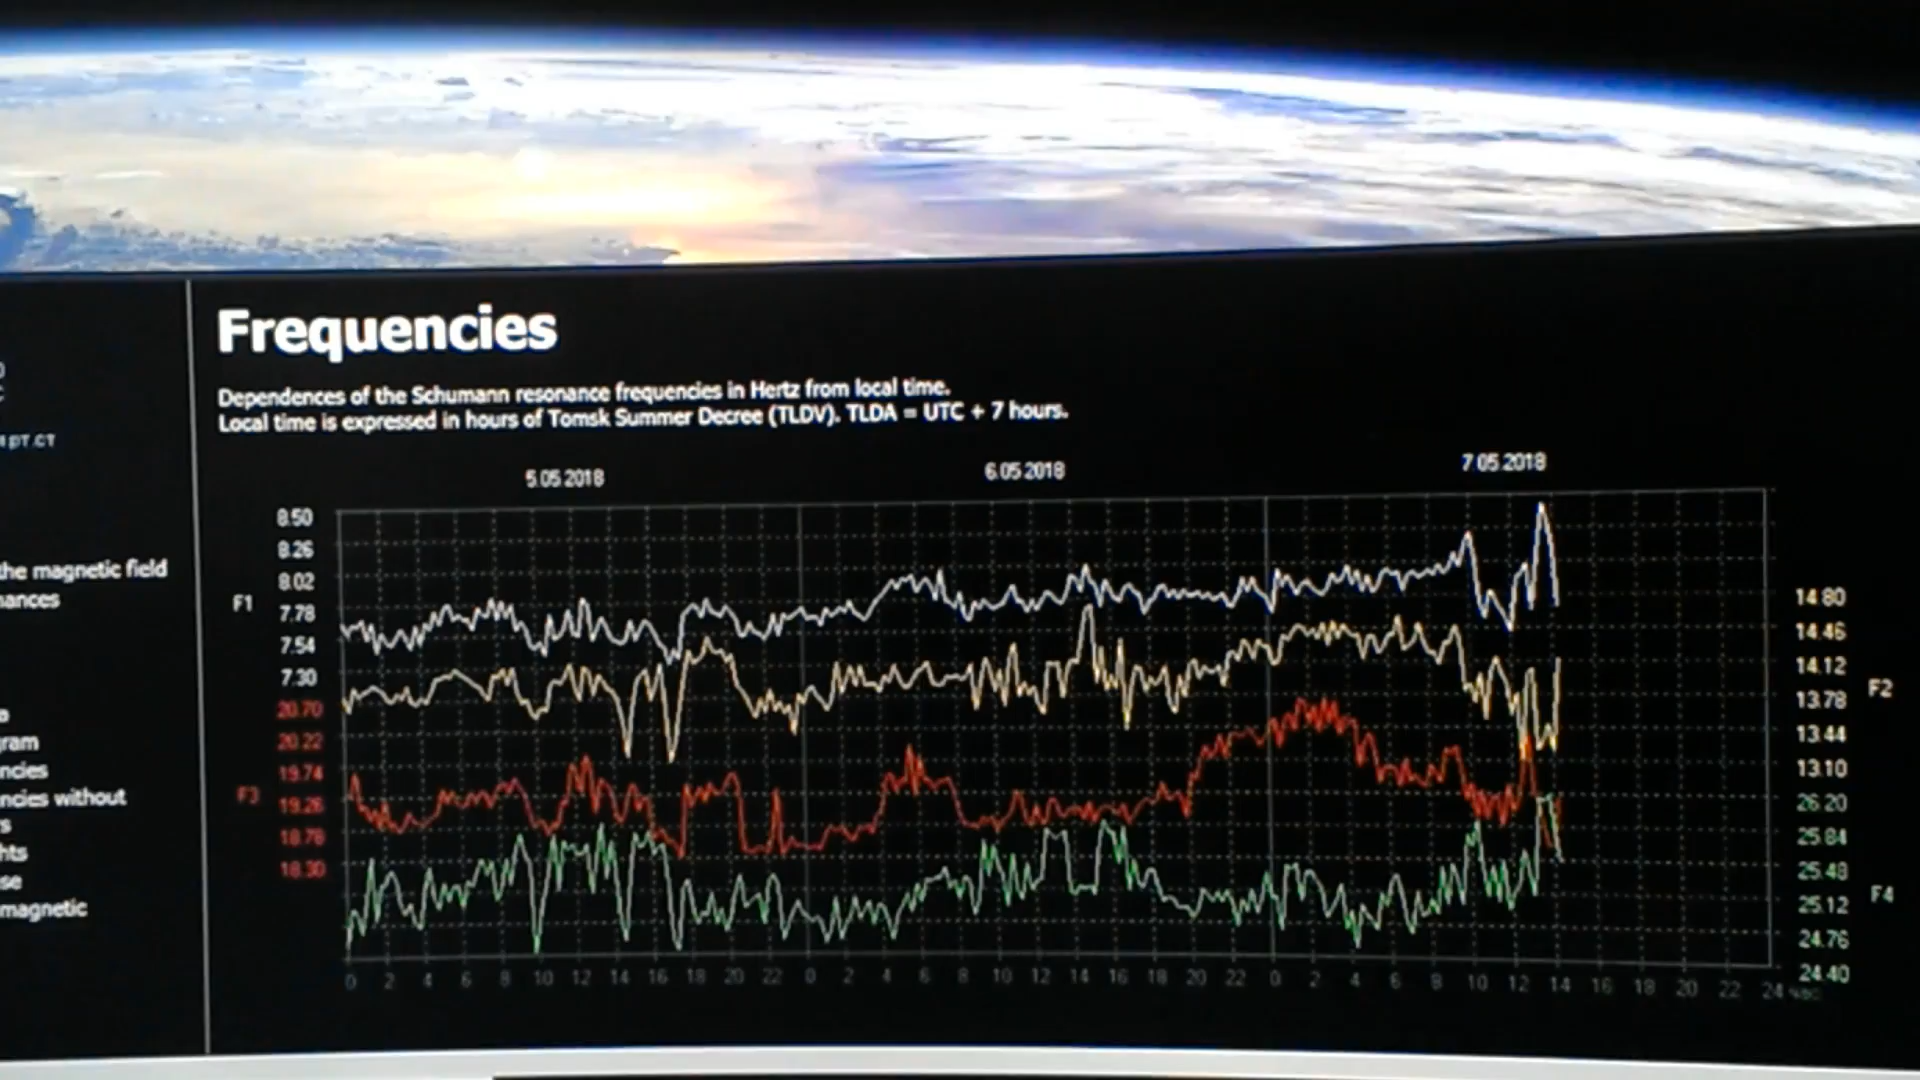 Frequencies
Dependences of the Schumann resonance frequencies in Hertz from local time.
Local time is expressed in hours of Tomsk Summer Decree (TLDV). TLDA = UTC + 7 hours.
5.05.2018 6.05.2018 7.05.2018
F1
8.50
8.26
8.02
7.78
7.54
7.30
F3
20.70
20.22
19.74
19.26
18.78
18.30
14.80
14.46
14.12
13.78
13.44
13.10
F2
26.20
25.84
25.48
25.12
24.76
24.40
F4
0 2 4 6 8 10 12 14 16 18 20 22 0 2 4 6 8 10 12 14 16 18 20 22 0 2 4 6 8 10 12 14 16 18 20 22 24
the magnetic field
ances
ram
ncies
ncies without
hts
se
magnetic